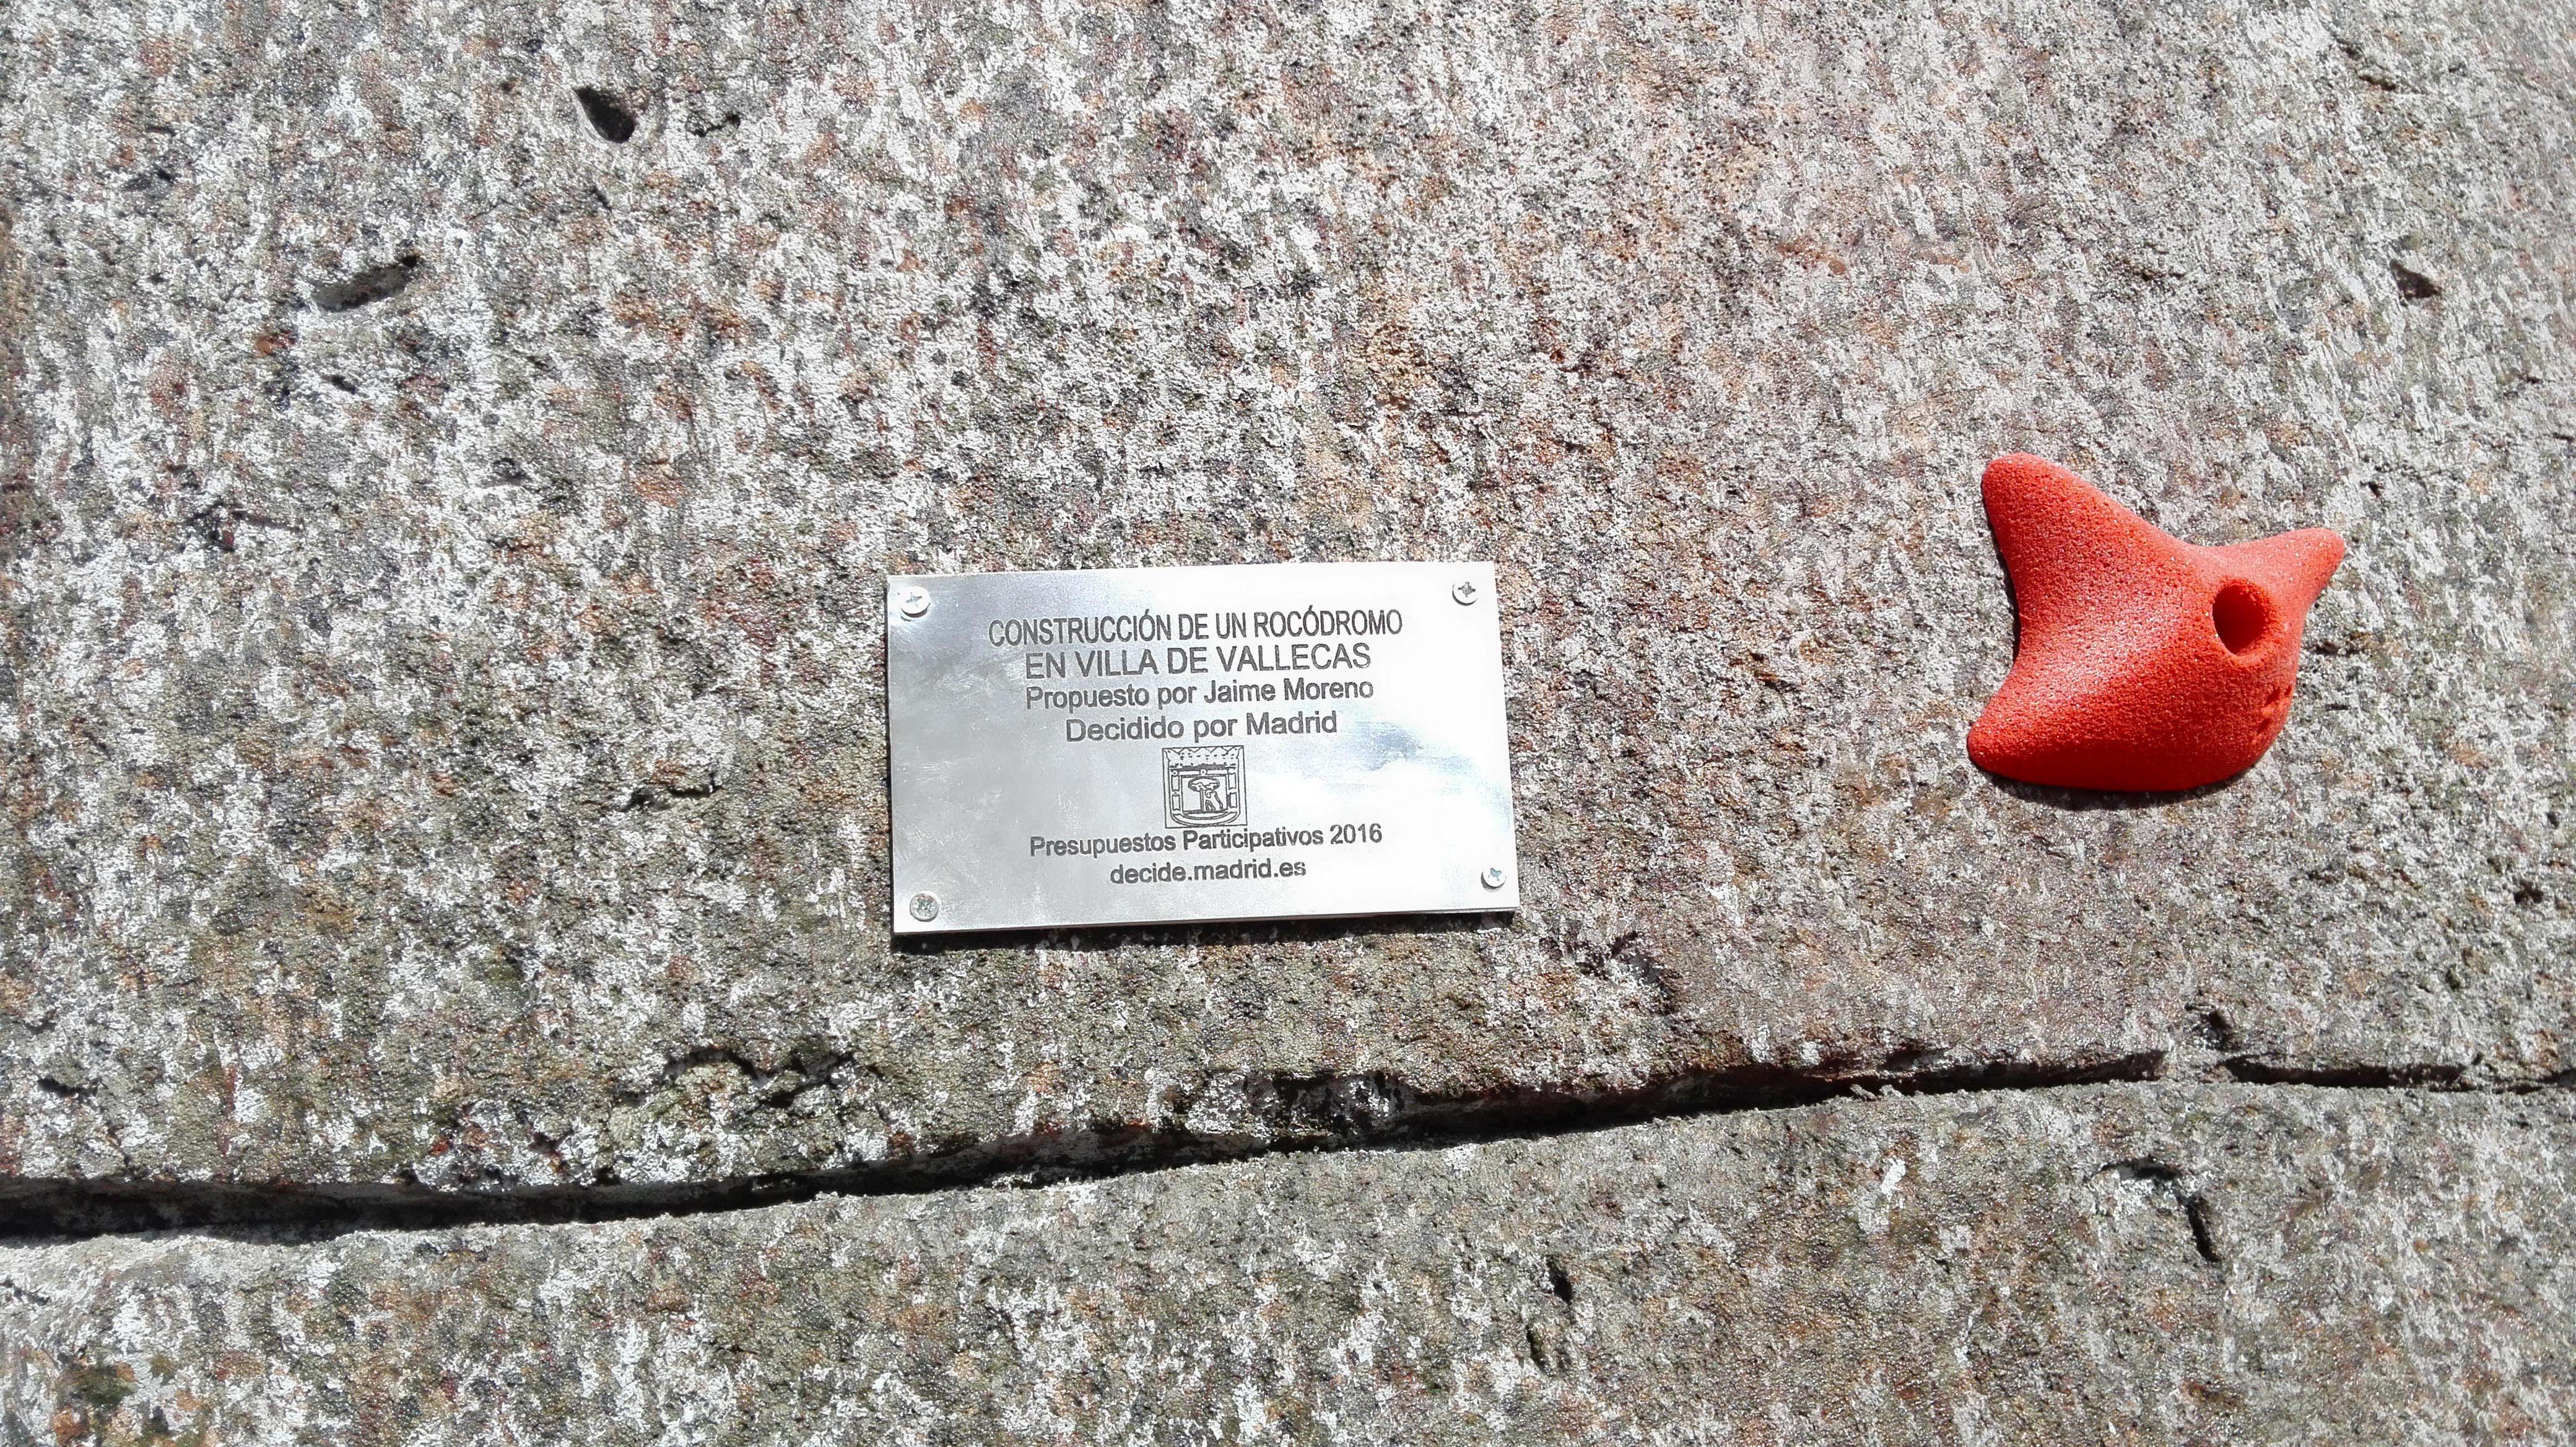 CONSTRUCCIÓN DE UN ROCÓDROMO
EN VILLA DE VALLECAS
Propuesto por Jaime Moreno
Decidido por Madrid
Presupuestos Participativos 2016
decide.madrid.es